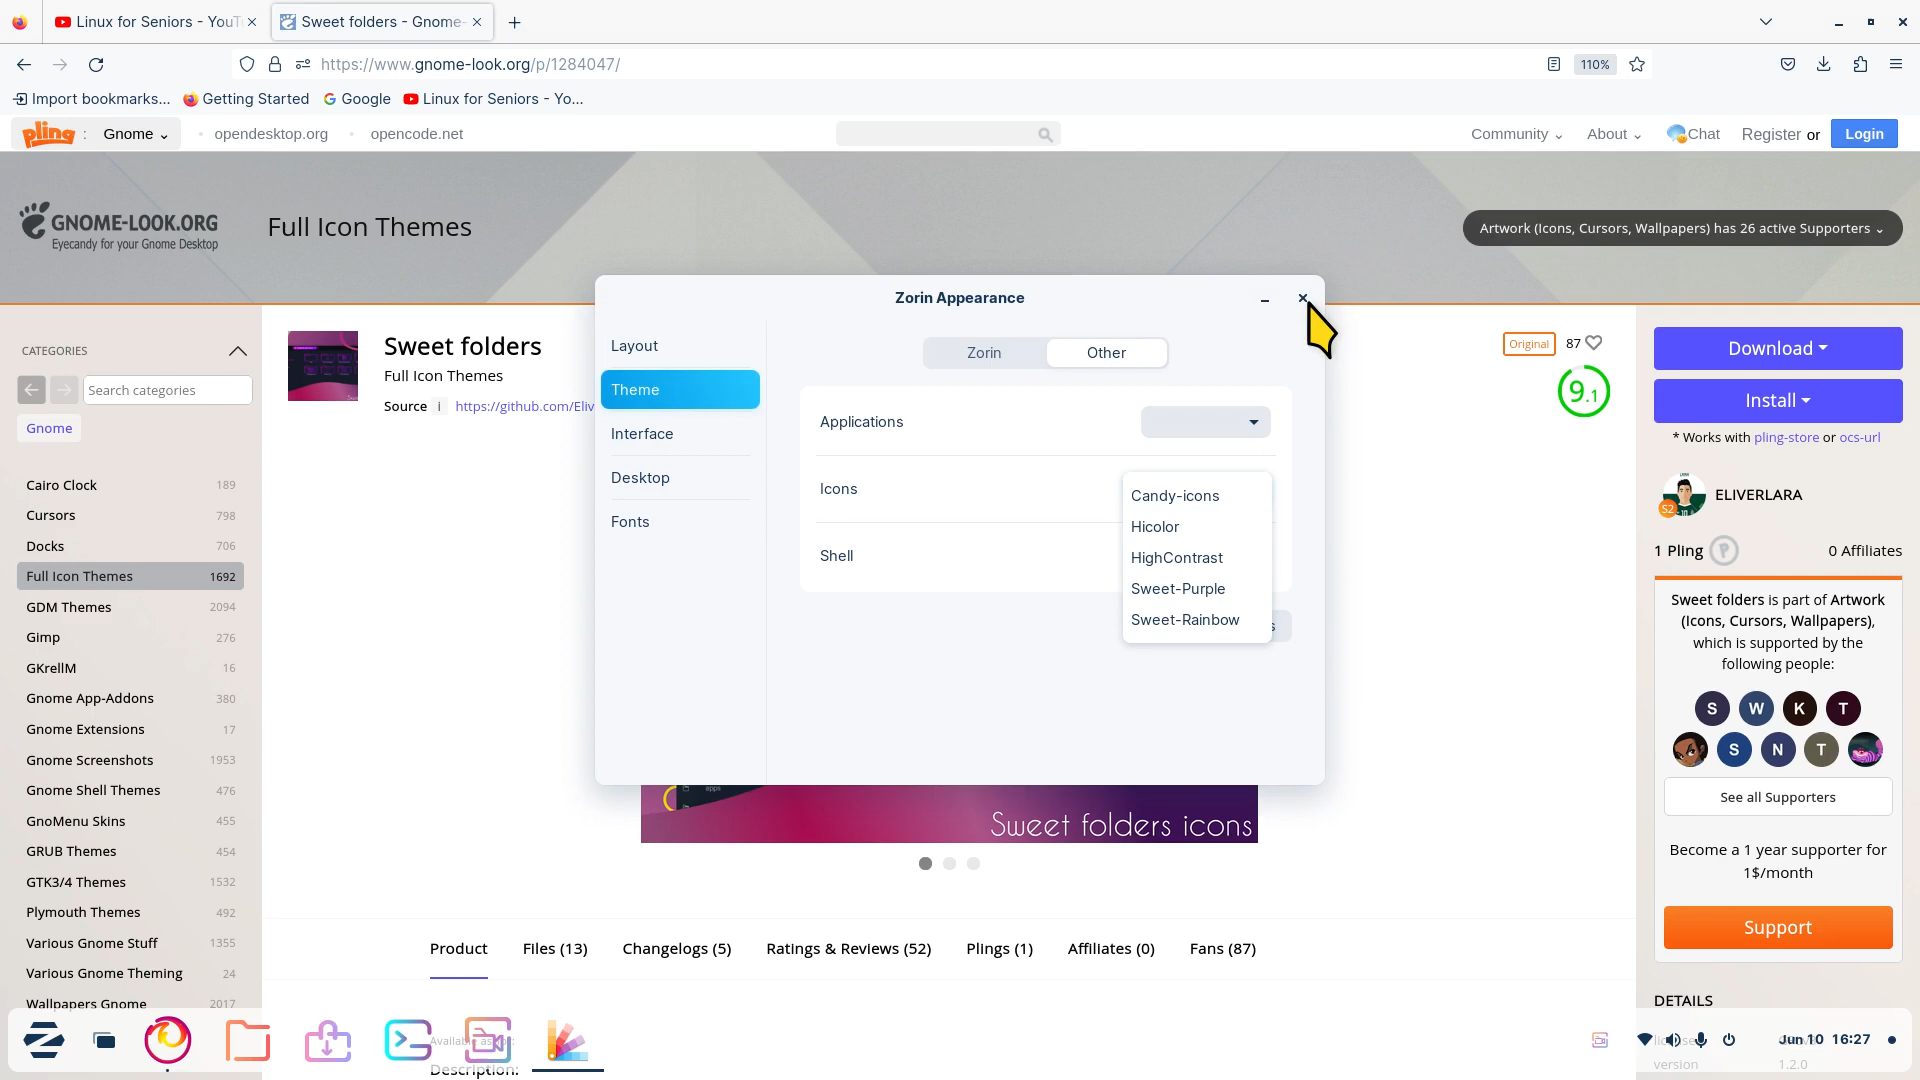 Linux for Seniors - YouT
Sweet folders - Gnome-
https://www.gnome-look.org/p/1284047/
110%
Import bookmarks...
Getting Started
Google
Linux for Seniors - Yo...
pling
:
Gnome
opendesktop.org
opencode.net
Community
About
Chat
Register or
Login
GNOME-LOOK.ORG
Eyecandy for your Gnome Desktop
Full Icon Themes
Artwork (Icons, Cursors, Wallpapers) has 26 active Supporters
CATEGORIES
Search categories
Gnome
Cairo Clock 189
Cursors 798
Docks 706
Full Icon Themes 1692
GDM Themes 2094
Gimp 276
GKrellM 16
Gnome App-Addons 380
Gnome Extensions 17
Gnome Screenshots 1953
Gnome Shell Themes 476
GnoMenu Skins 455
GRUB Themes 454
GTK3/4 Themes 1532
Plymouth Themes 492
Various Gnome Stuff 1355
Various Gnome Theming 24
Wallpapers Gnome 2017
Sweet folders
Full Icon Themes
Source i https://github.com/Eliv
Original
87
9.1
Zorin Appearance
Layout
Theme
Interface
Desktop
Fonts
Zorin
Other
Applications
Icons
Shell
Candy-icons
Hicolor
HighContrast
Sweet-Purple
Sweet-Rainbow
s
apps
Sweet folders icons
Product
Files (13)
Changelogs (5)
Ratings & Reviews (52)
Plings (1)
Affiliates (0)
Fans (87)
Description:
Download
Install
* Works with pling-store or ocs-url
S2
ELIVERLARA
1 Pling P
0 Affiliates
Sweet folders is part of Artwork
(Icons, Cursors, Wallpapers),
which is supported by the
following people:
S
W
K
T
S
N
T
See all Supporters
Become a 1 year supporter for
1$/month
Support
DETAILS
version 1.2.0
Jun 10 16:27